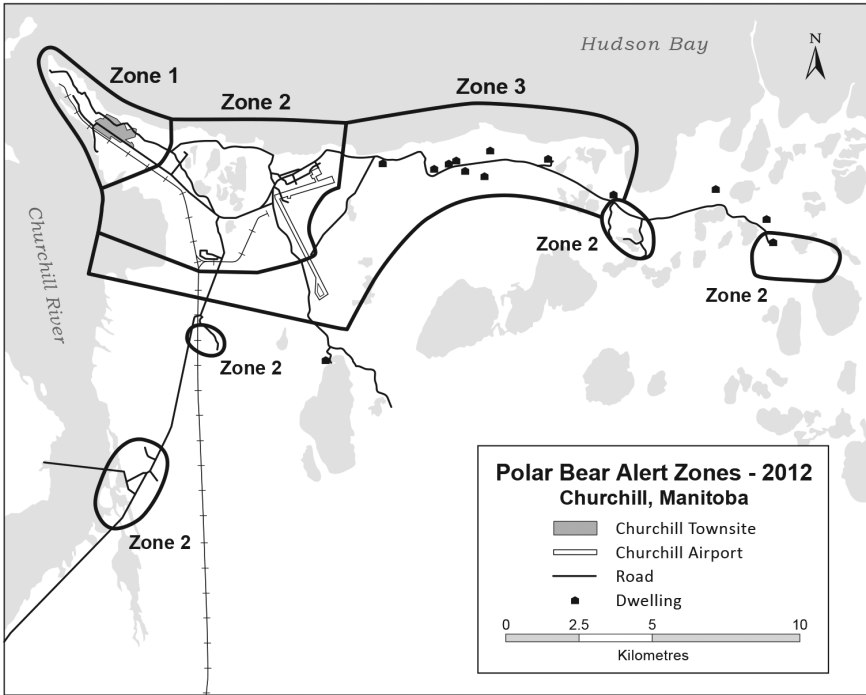 Hudson Bay
N
Zone 1
Zone 2
Zone 3
Churchill River
Zone 2
Zone 2
Zone 2
Zone 2
Polar Bear Alert Zones - 2012
Churchill, Manitoba
Churchill Townsite
Churchill Airport
Road
Dwelling
0 2.5 5 10
Kilometres